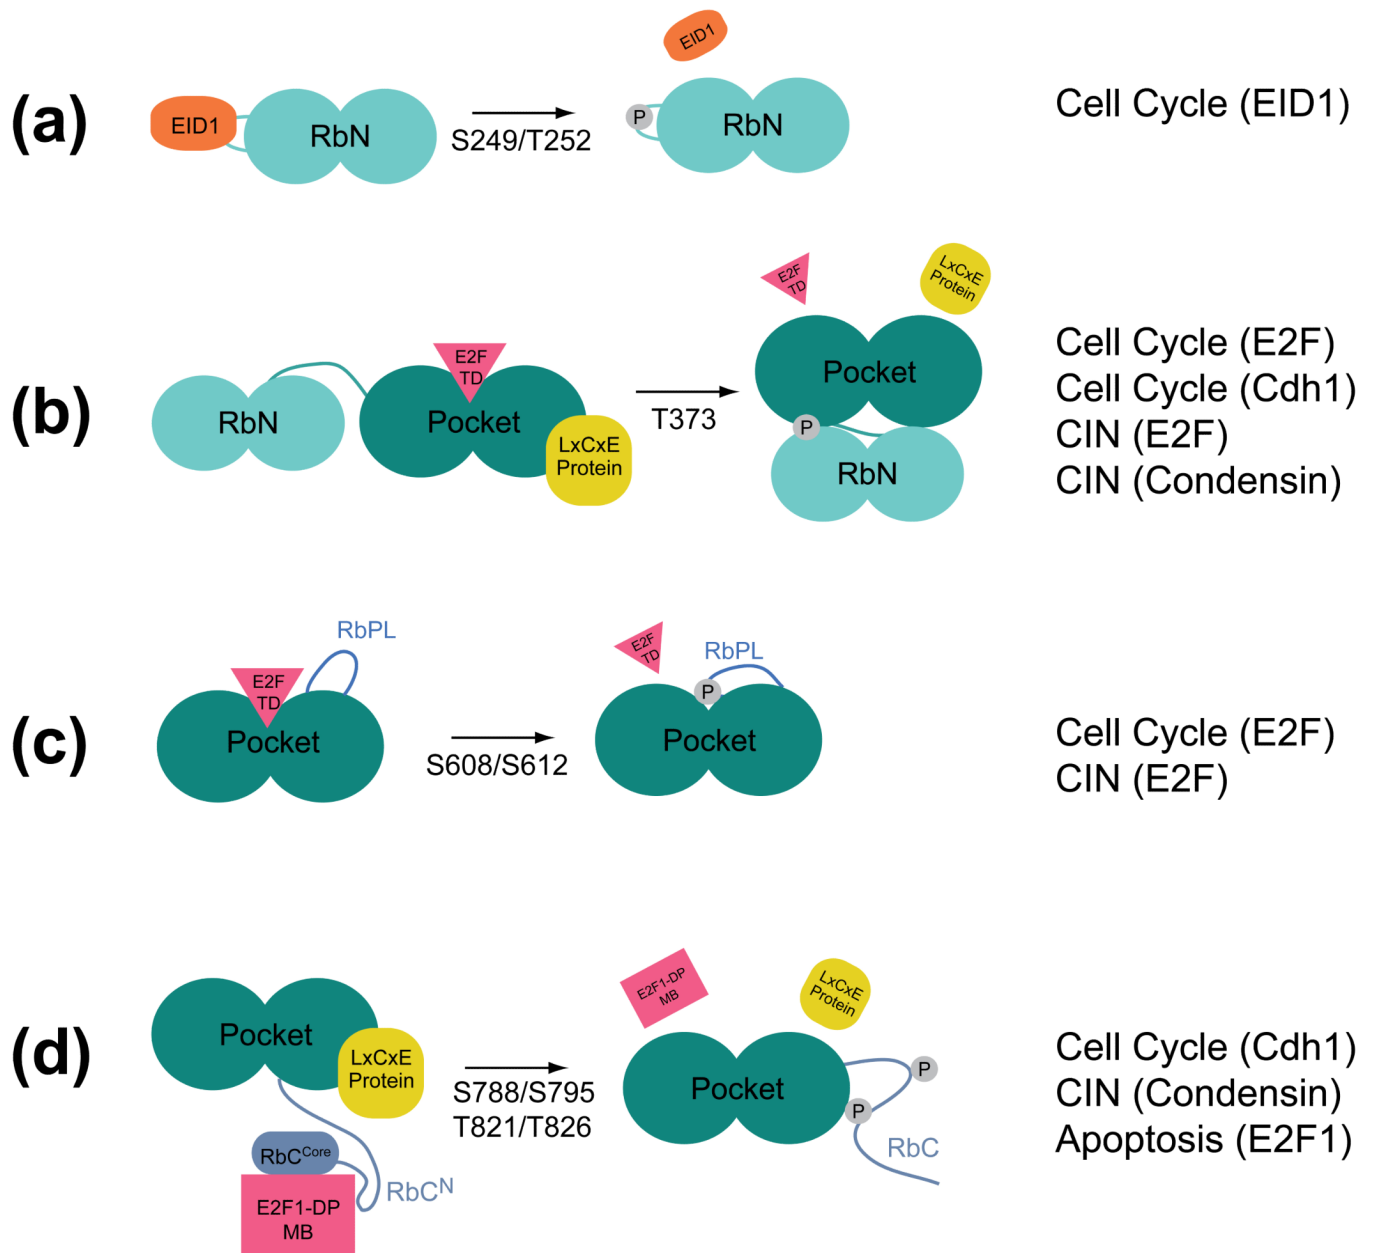 (a)
EID1
RbN
S249/T252
EID1
P
RbN
Cell Cycle (EID1)
(b)
RbN
E2F
TD
Pocket
LxCxE
Protein
T373
E2F
TD
LxCxE
Protein
Pocket
P
RbN
Cell Cycle (E2F)
Cell Cycle (Cdh1)
CIN (E2F)
CIN (Condensin)
(c)
RbPL
E2F
TD
Pocket
S608/S612
E2F
TD
RbPL
P
Pocket
Cell Cycle (E2F)
CIN (E2F)
(d)
Pocket
LxCxE
Protein
RbC^Core
RbC^N
E2F1-DP
MB
S788/S795
T821/T826
E2F1-DP
MB
LxCxE
Protein
Pocket
P
P
RbC
Cell Cycle (Cdh1)
CIN (Condensin)
Apoptosis (E2F1)